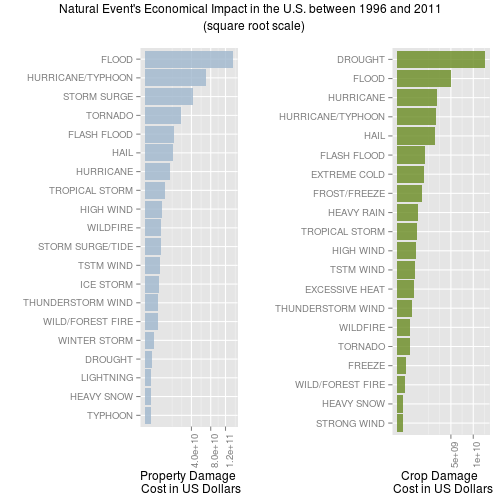 Natural Event's Economical Impact in the U.S. between 1996 and 2011
(square root scale)
FLOOD
HURRICANE/TYPHOON
STORM SURGE
TORNADO
FLASH FLOOD
HAIL
HURRICANE
TROPICAL STORM
HIGH WIND
WILDFIRE
STORM SURGE/TIDE
TSTM WIND
ICE STORM
THUNDERSTORM WIND
WILD/FOREST FIRE
WINTER STORM
DROUGHT
LIGHTNING
HEAVY SNOW
TYPHOON
4.0e+10
8.0e+10
1.2e+11
Property Damage
Cost in US Dollars
DROUGHT
FLOOD
HURRICANE
HURRICANE/TYPHOON
HAIL
FLASH FLOOD
EXTREME COLD
FROST/FREEZE
HEAVY RAIN
TROPICAL STORM
HIGH WIND
TSTM WIND
EXCESSIVE HEAT
THUNDERSTORM WIND
WILDFIRE
TORNADO
FREEZE
WILD/FOREST FIRE
HEAVY SNOW
STRONG WIND
5e+09
1e+10
Crop Damage
Cost in US Dollars